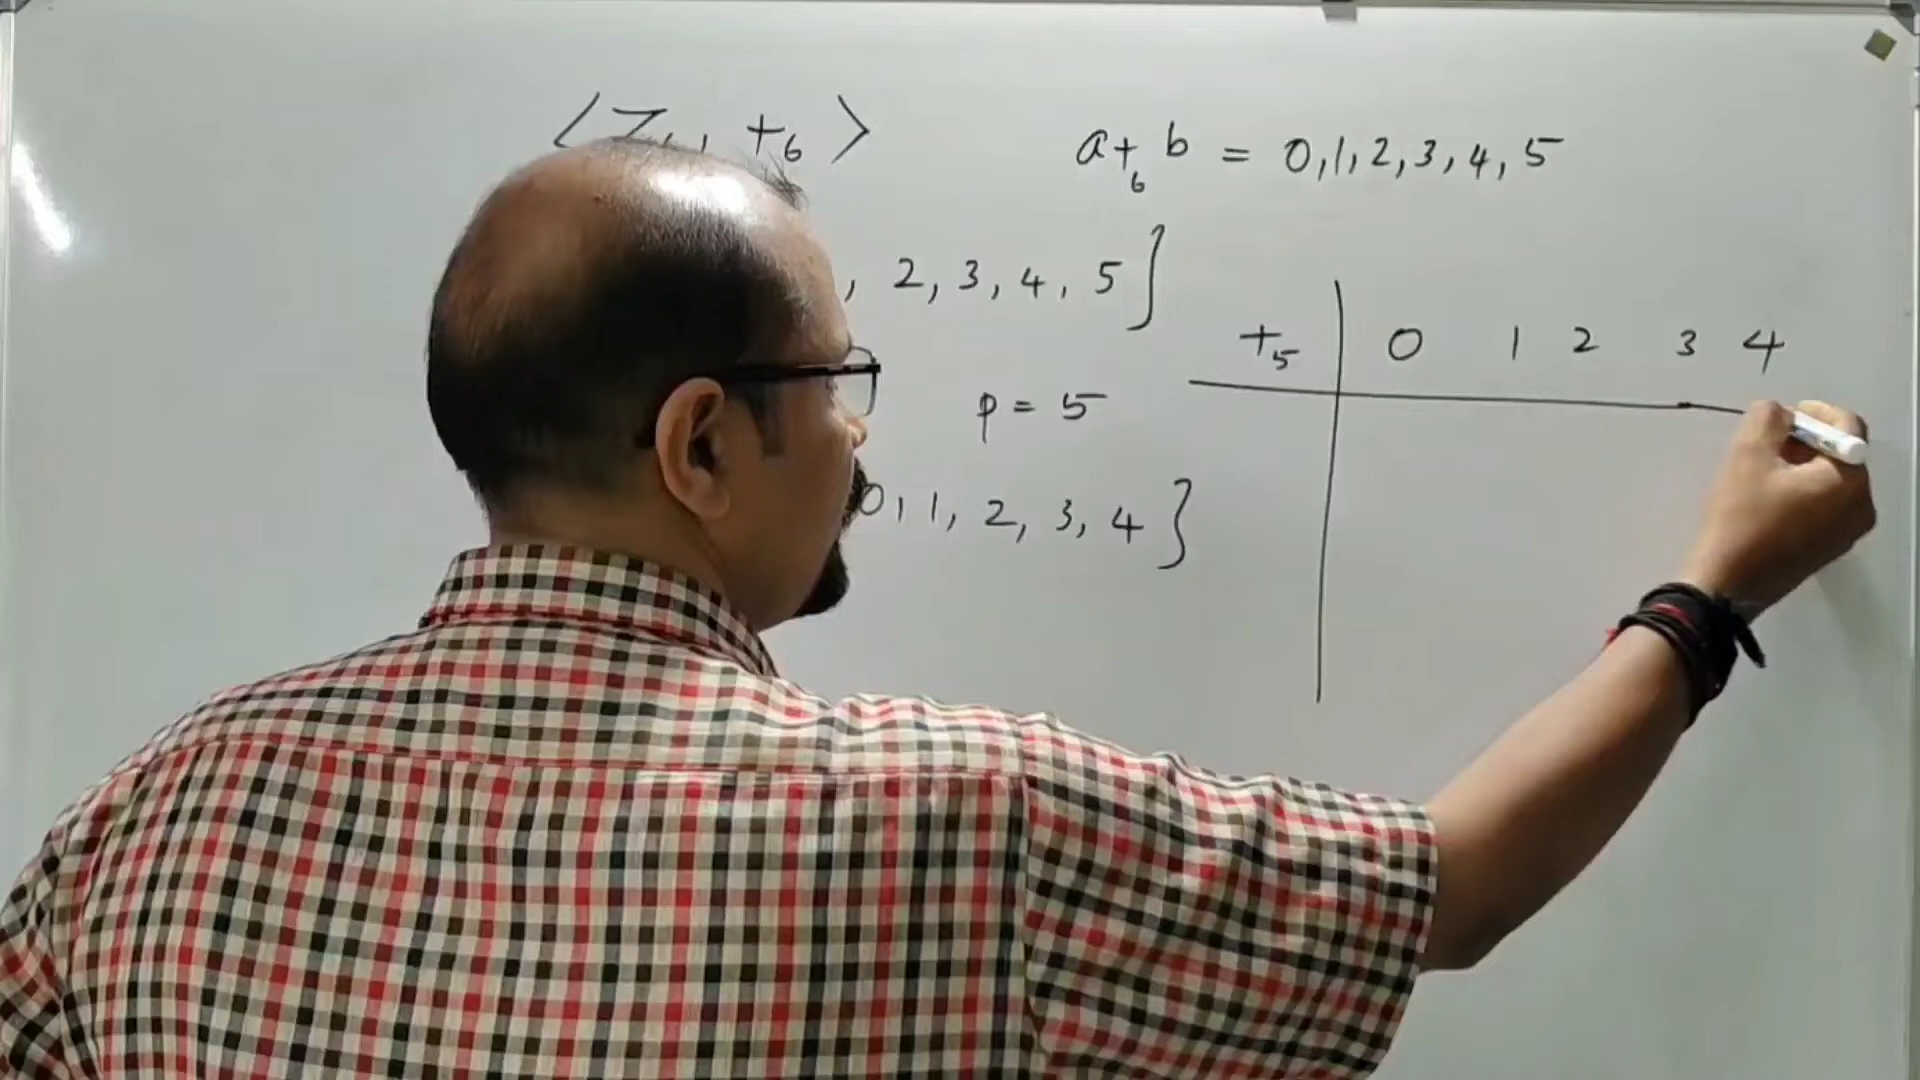 ⟨Z₆, +₆⟩
a +₆ b = 0, 1, 2, 3, 4, 5
, 2, 3, 4, 5}
+₅ | 0 1 2 3 4
p = 5
0, 1, 2, 3, 4}